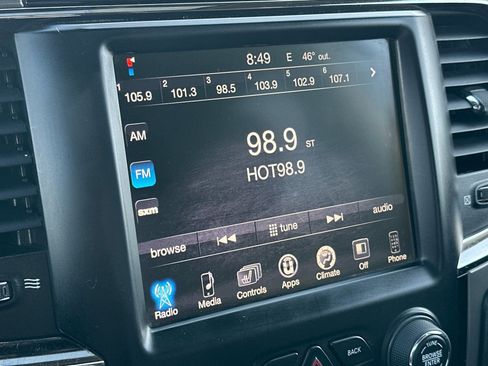 8:49 E 46° out.
1 105.9 2 101.3 3 98.5 4 103.9 5 102.9 6 107.1
AM
98.9 ST
FM
HOT98.9
sxm
browse tune audio
Radio Media Controls Apps Climate Off Phone
BACK
TUNE
BROWSE
ENTER